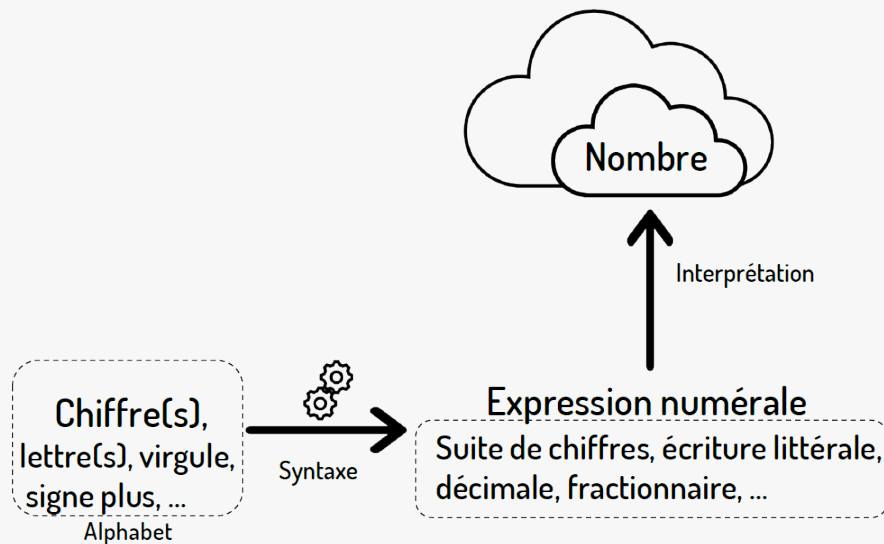 Nombre
Interprétation
Chiffre(s),
lettre(s), virgule,
signe plus, ...
Alphabet
Syntaxe
Expression numérale
Suite de chiffres, écriture littérale,
décimale, fractionnaire, ...